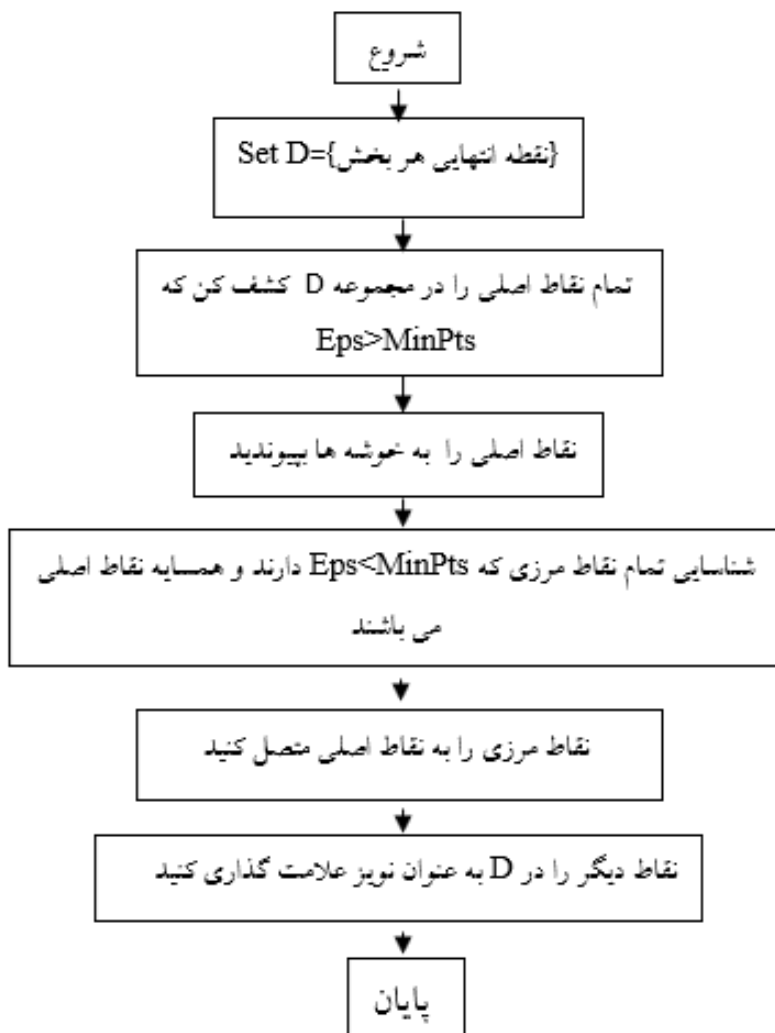 شروع
Set D={نقطه انتهایی هر بخش}
تمام نقاط اصلی را در مجموعه D کشف کن که
Eps>MinPts
نقاط اصلی را به خوشه ها بپیوندید
شناسایی تمام نقاط مرزی که Eps<MinPts دارند و همسایه نقاط اصلی
می باشند
نقاط مرزی را به نقاط اصلی متصل کنید
نقاط دیگر را در D به عنوان نویز علامت گذاری کنید
پایان